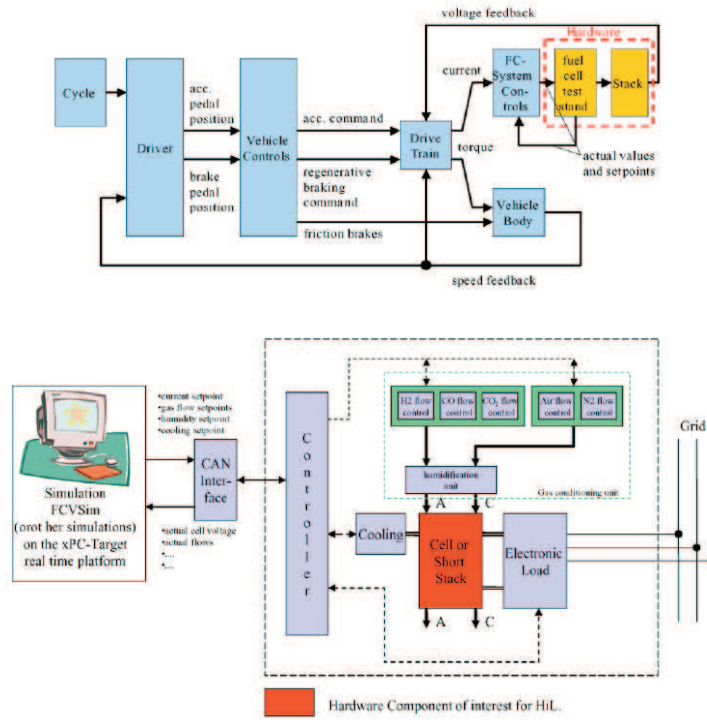 voltage feedback
Hardware
Cycle
acc.
pedal
position
Driver
brake
pedal
position
Vehicle
Controls
acc. command
regenerative
braking
command
friction brakes
current
Drive
Train
torque
FC-
System
Con-
trols
fuel
cell test
stand
Stack
actual values
and setpoints
Vehicle
Body
speed feedback
•current setpoint
•gas flow setpoints
•humidity setpoint
•cooling setpoint
Simulation
FCVSim
(orot her simulations)
on the xPC-Target
real time platform
CAN
Inter-
face
•actual cell voltage
•actual flows
•....
•....
Controller
H2 flow
control
CO flow
control
CO₂ flow
control
Air flow
control
N2 flow
control
Grid
humidification
unit
Gas conditioning unit
A
C
Cooling
Cell or
Short
Stack
Electronic
Load
A
C
Hardware Component of interest for HiL.